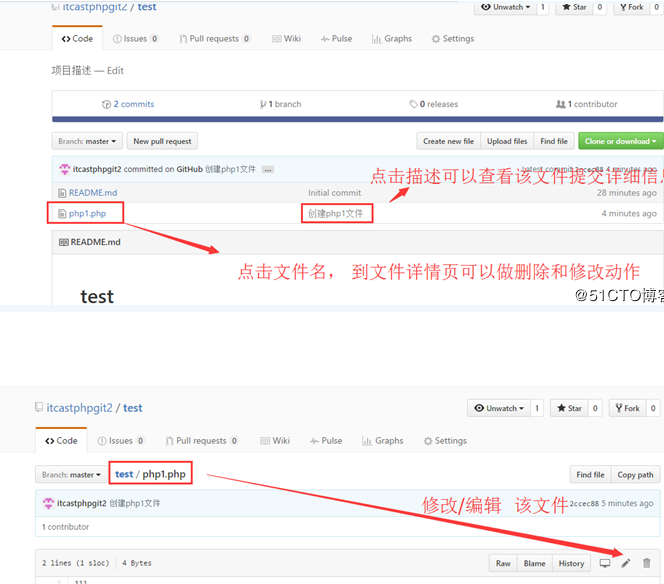 itcastphpgit2 / test
Unwatch 1 Star 0 Fork 0
Code Issues 0 Pull requests 0 Wiki Pulse Graphs Settings
项目描述 — Edit
2 commits 1 branch 0 releases 1 contributor
Branch: master New pull request Create new file Upload files Find file Clone or download
itcastphpgit2 committed on GitHub 创建php1文件 ... latest commit 2ccec88 4 minutes ago
点击描述可以查看该文件提交详细信息
README.md Initial commit 28 minutes ago
php1.php 创建php1文件 4 minutes ago
README.md
点击文件名， 到文件详情页可以做删除和修改动作
test
@51CTO博客
itcastphpgit2 / test
Unwatch 1 Star 0 Fork 0
Code Issues 0 Pull requests 0 Wiki Pulse Graphs Settings
Branch: master test / php1.php Find file Copy path
itcastphpgit2 创建php1文件 2ccec88 5 minutes ago
修改/编辑 该文件
1 contributor
2 lines (1 sloc) 4 Bytes Raw Blame History
1 111